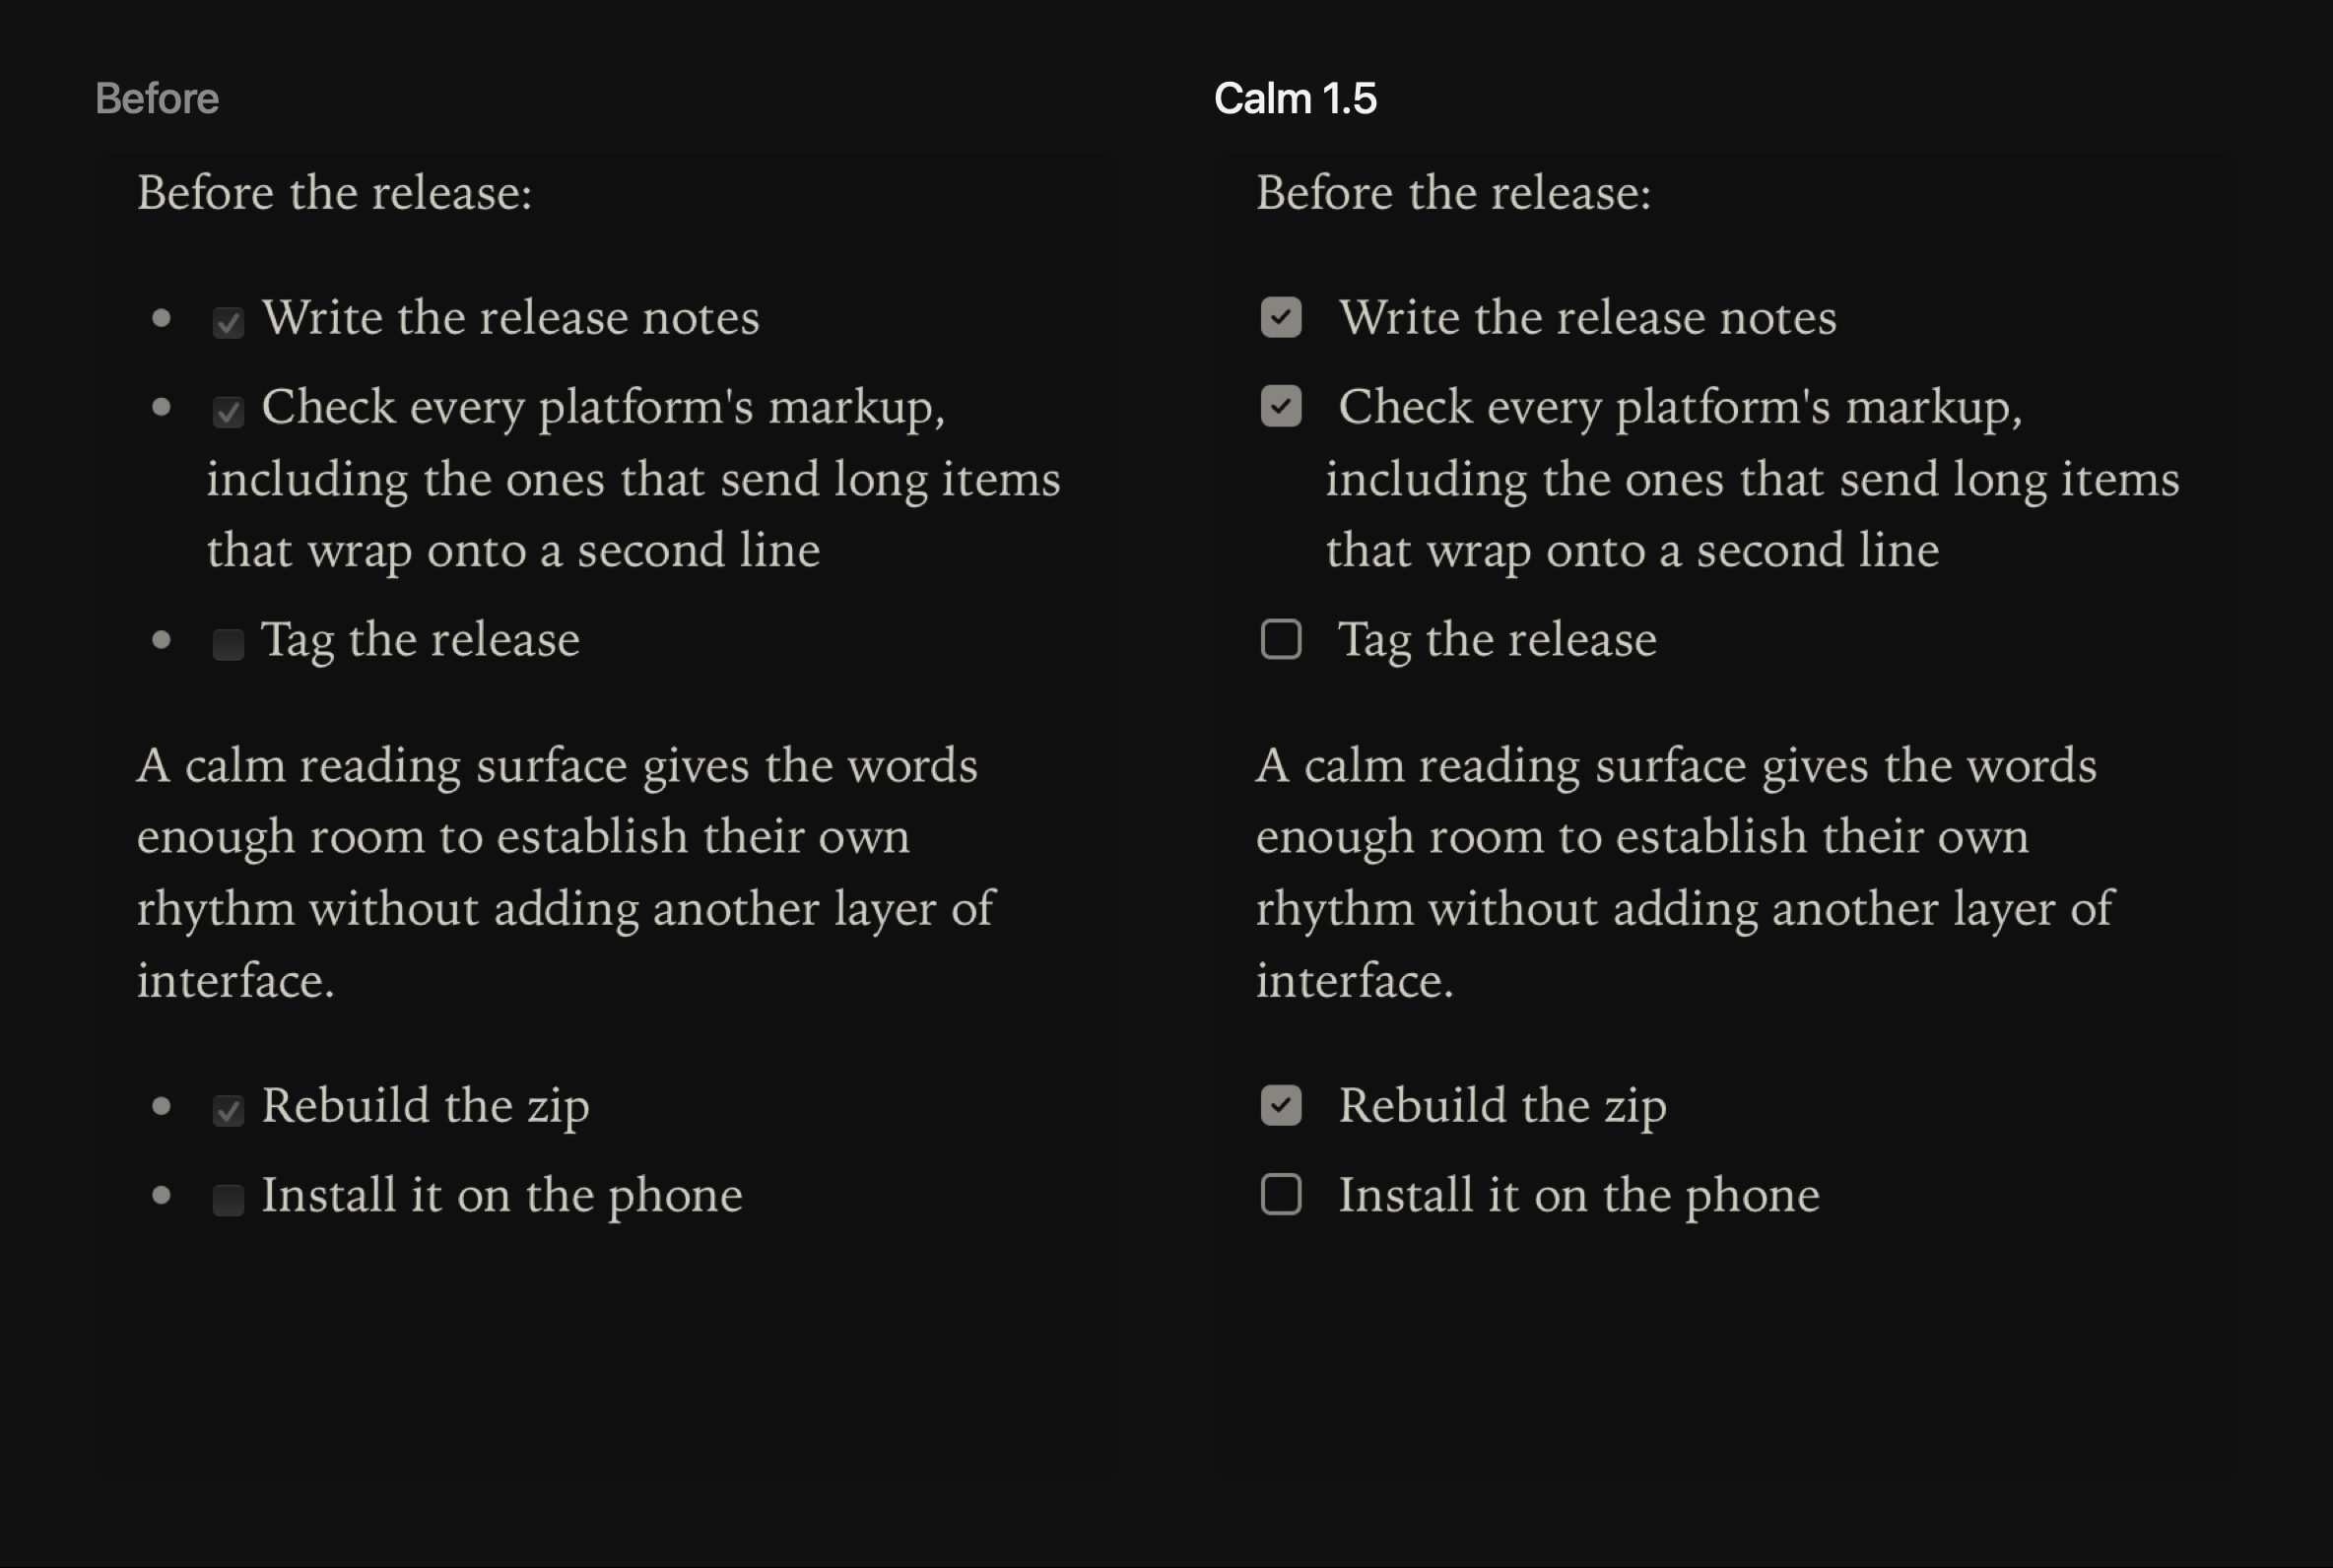 Before
Before the release:
Write the release notes
Check every platform's markup,
including the ones that send long items
that wrap onto a second line
Tag the release
A calm reading surface gives the words
enough room to establish their own
rhythm without adding another layer of
interface.
Rebuild the zip
Install it on the phone
Calm 1.5
Before the release:
Write the release notes
Check every platform's markup,
including the ones that send long items
that wrap onto a second line
Tag the release
A calm reading surface gives the words
enough room to establish their own
rhythm without adding another layer of
interface.
Rebuild the zip
Install it on the phone